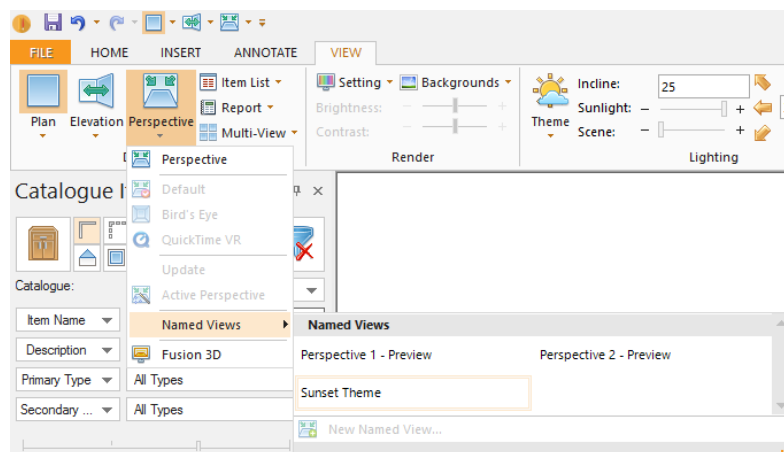 FILE HOME INSERT ANNOTATE VIEW
Plan Elevation Perspective
Item List
Report
Multi-View
Setting Backgrounds
Brightness:
Contrast:
Render
Theme
Incline: 25
Sunlight:
Scene:
Lighting
Perspective
Default
Bird's Eye
QuickTime VR
Update
Active Perspective
Named Views
Fusion 3D
Named Views
Perspective 1 - Preview Perspective 2 - Preview
Sunset Theme
New Named View...
Catalogue
Catalogue:
Item Name
Description
Primary Type All Types
Secondary ... All Types